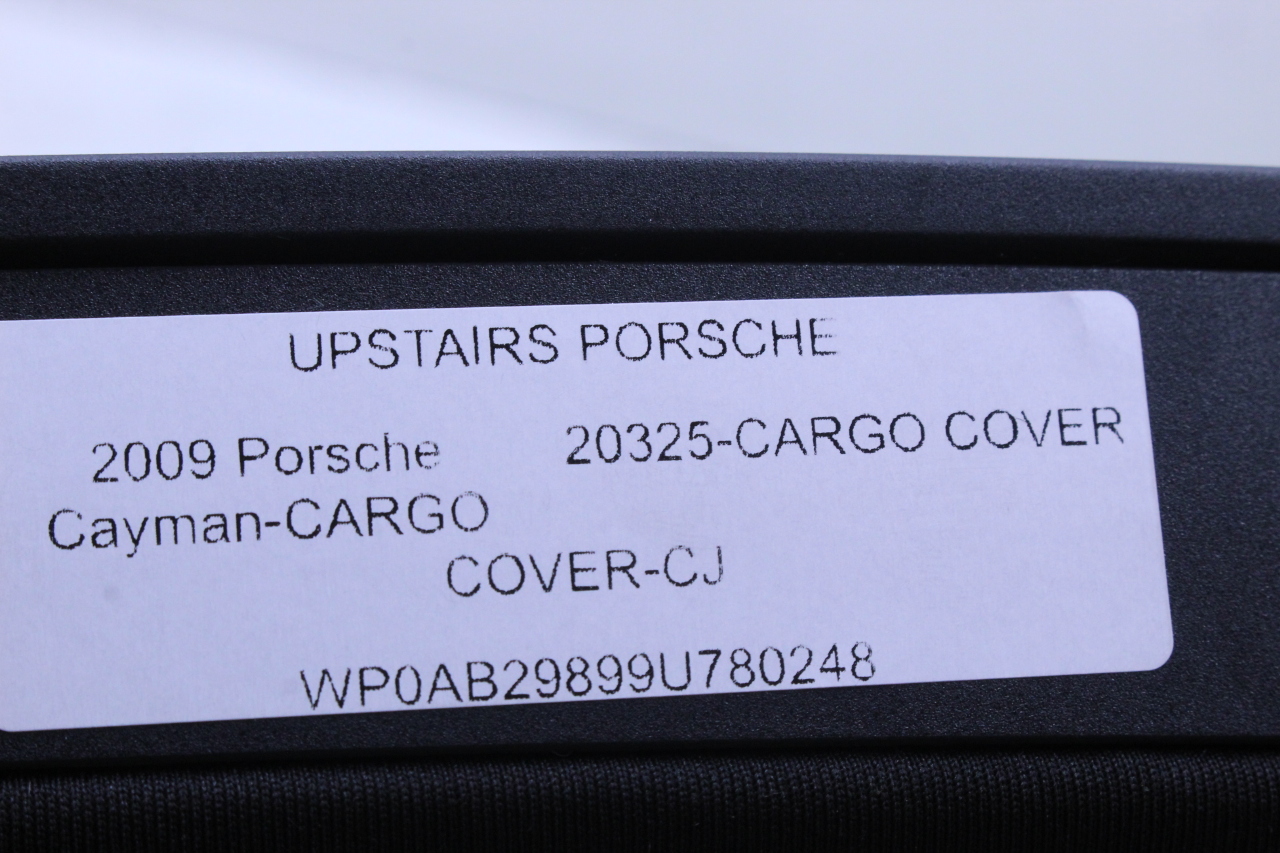 UPSTAIRS PORSCHE
2009 Porsche 20325-CARGO COVER
Cayman-CARGO
COVER-CJ
WP0AB29899U780248